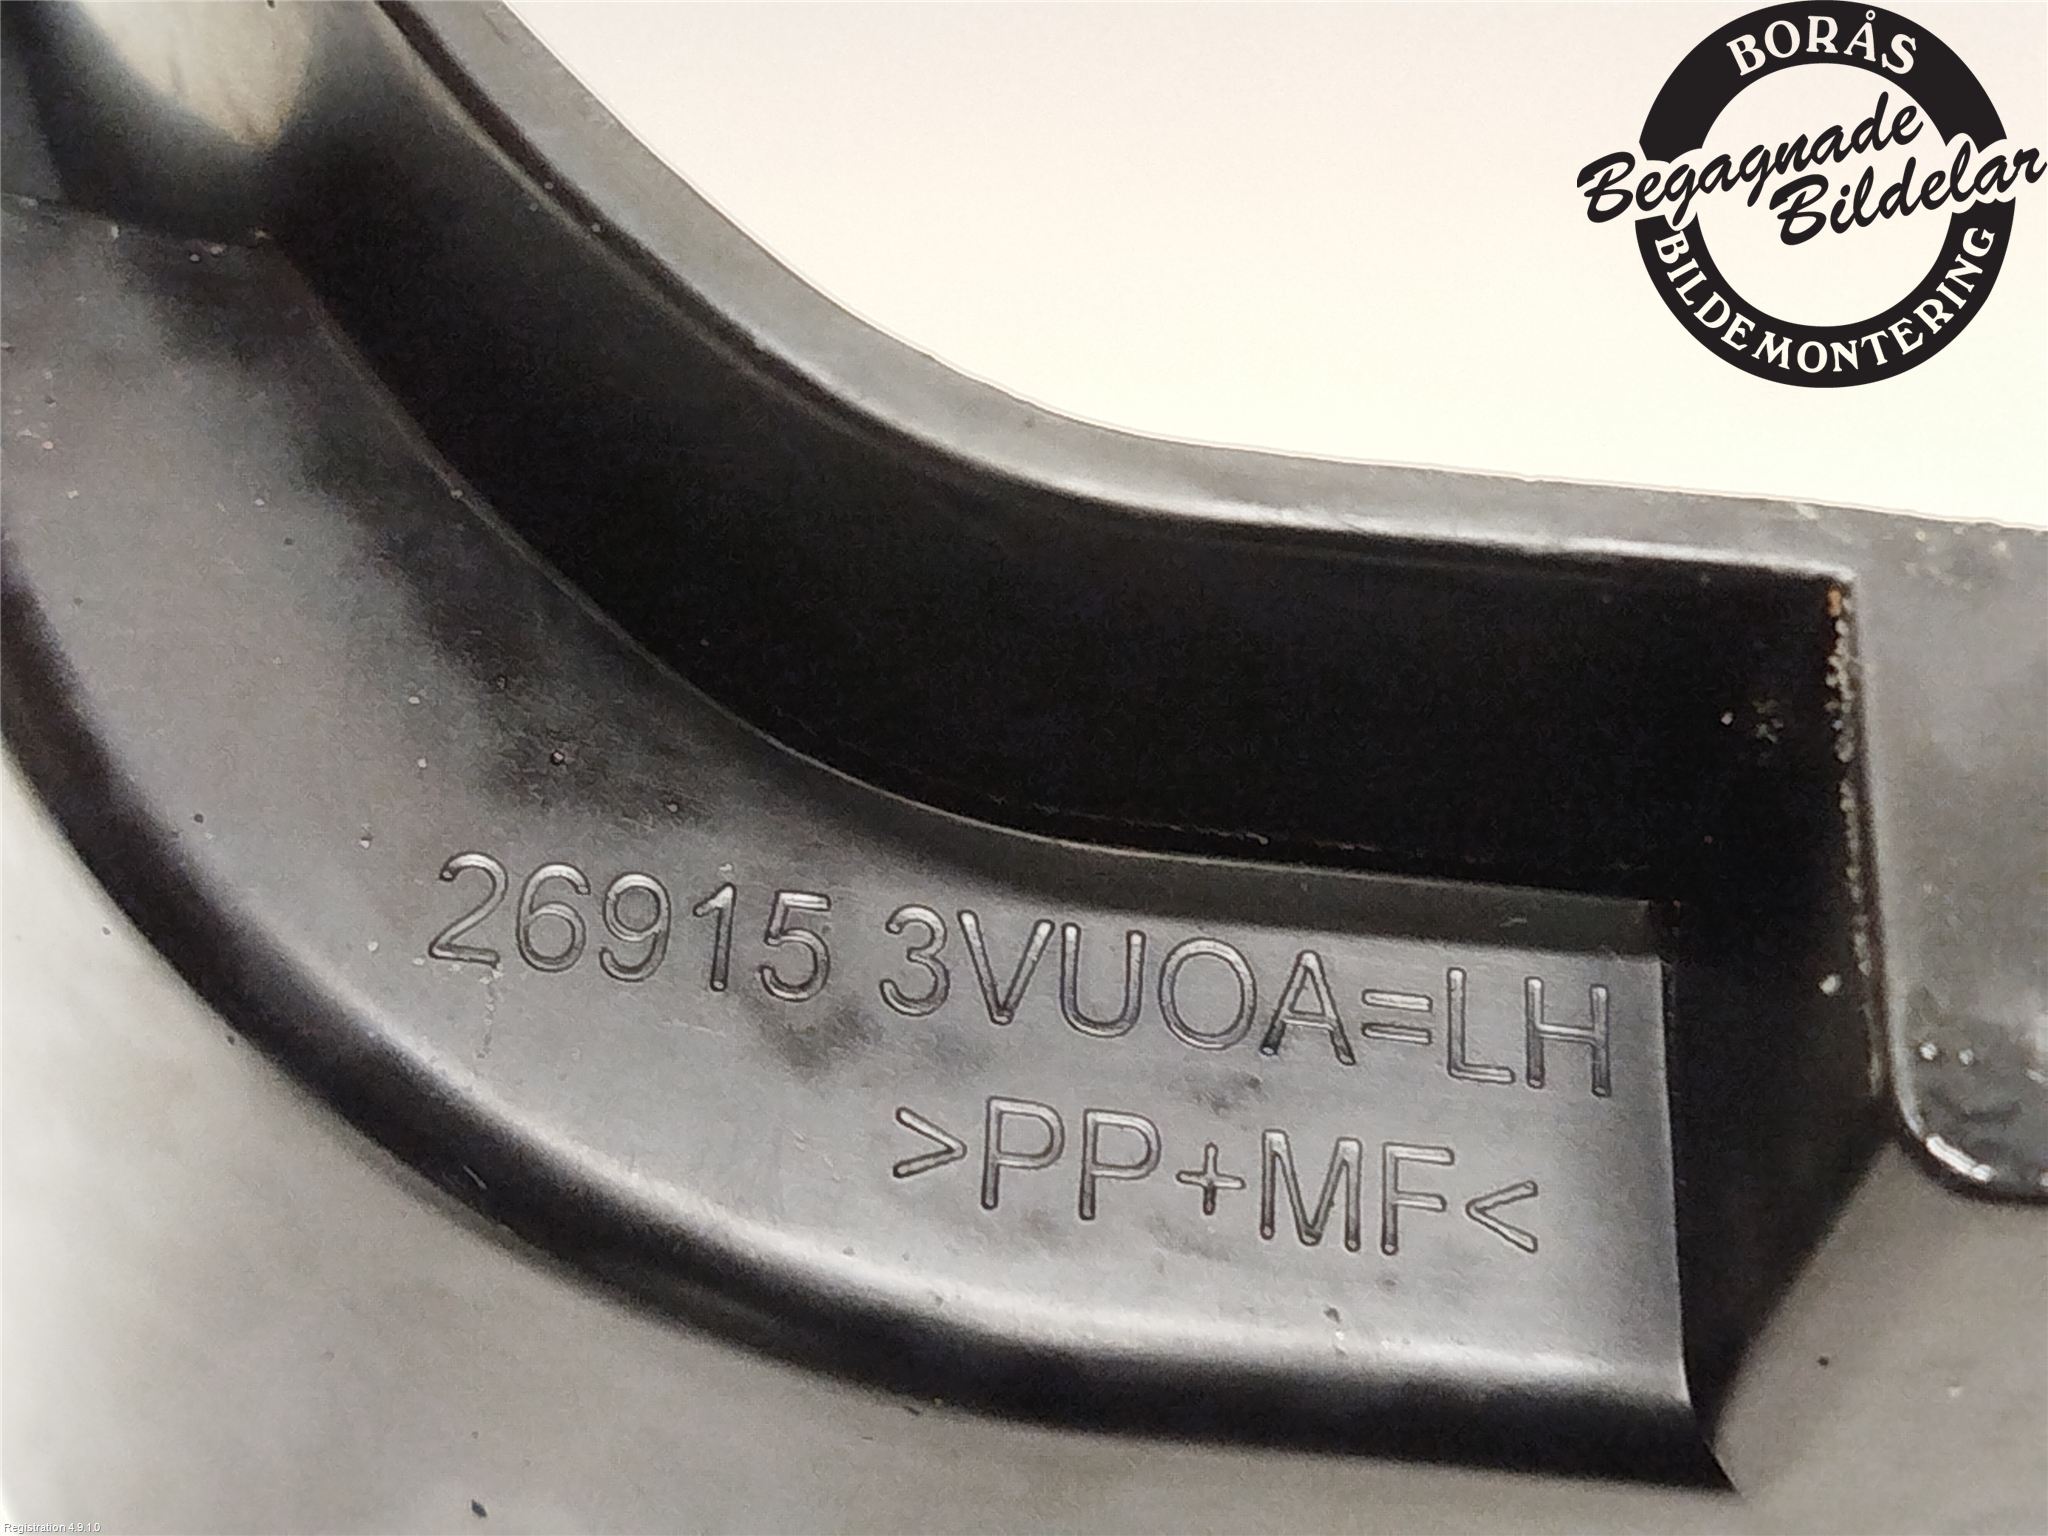 BORÅS
Begagnade
Bildelar
BILDEMONTERING
26915 3VUOA=LH
>PP+MF<
Registration 4.9.1.0